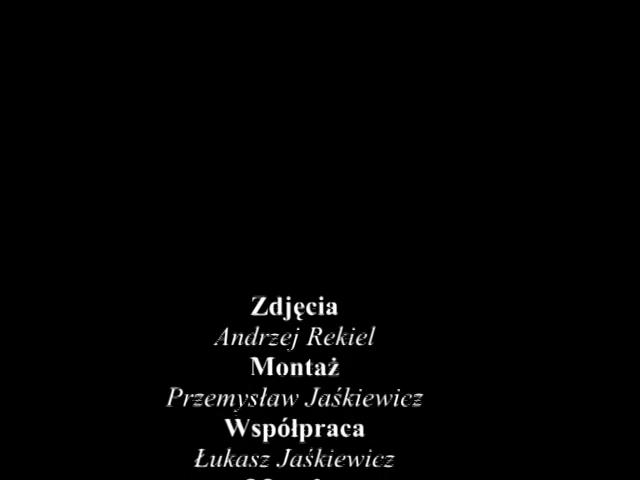 Zdjęcia
Andrzej Rekiel
Montaż
Przemysław Jaśkiewicz
Współpraca
Łukasz Jaśkiewicz